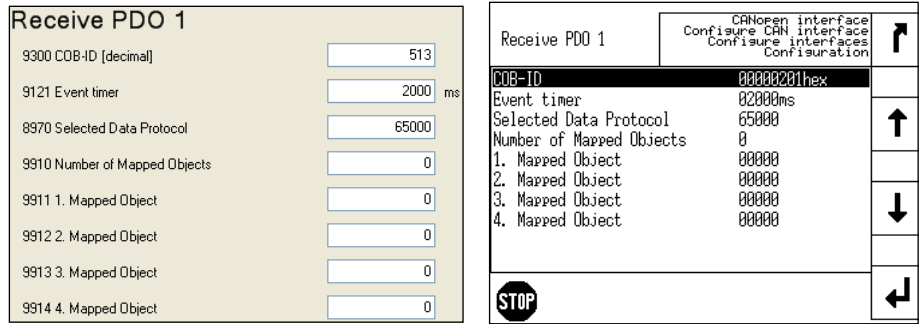 Receive PDO 1
9300 COB-ID [decimal] 513
9121 Event timer 2000 ms
8970 Selected Data Protocol 65000
9910 Number of Mapped Objects 0
9911 1. Mapped Object 0
9912 2. Mapped Object 0
9913 3. Mapped Object 0
9914 4. Mapped Object 0
Receive PDO 1
CANopen interface
Configure CAN interface
Configure interfaces
Configuration
COB-ID 00000201hex
Event timer 02000ms
Selected Data Protocol 65000
Number of Mapped Objects 0
1. Mapped Object 00000
2. Mapped Object 00000
3. Mapped Object 00000
4. Mapped Object 00000
STOP